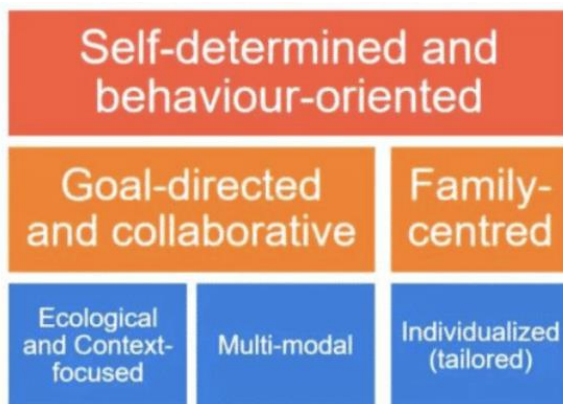 Self-determined and
behaviour-oriented
Goal-directed
and collaborative
Family-
centred
Ecological
and Context-
focused
Multi-modal
Individualized
(tailored)